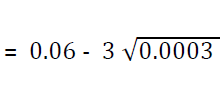 = 0.06 - 3 √0.0003